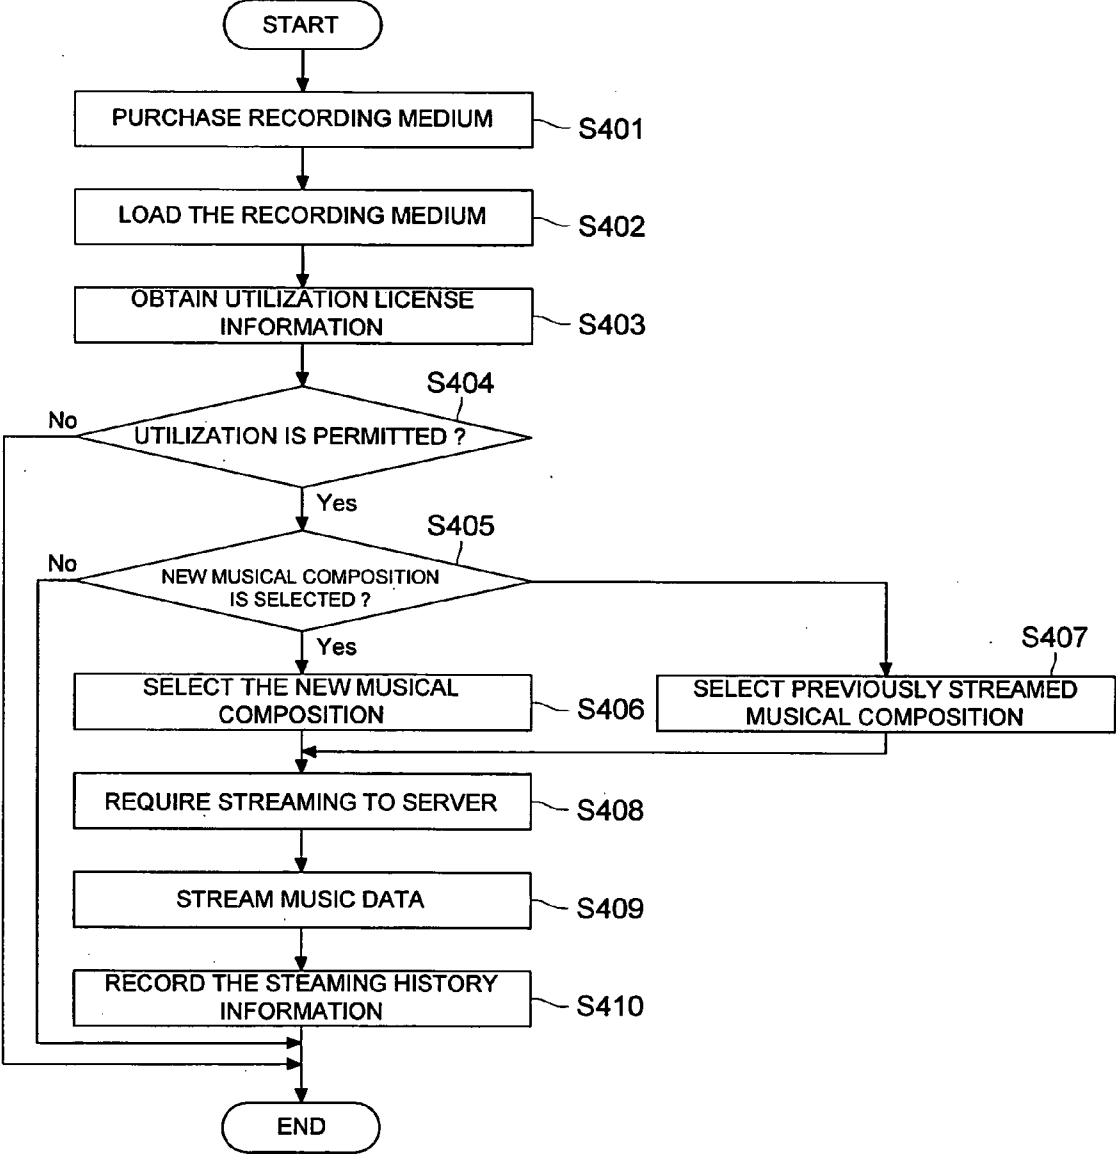 START
PURCHASE RECORDING MEDIUM
S401
LOAD THE RECORDING MEDIUM
S402
OBTAIN UTILIZATION LICENSE
INFORMATION
S403
S404
No
UTILIZATION IS PERMITTED ?
Yes
S405
No
NEW MUSICAL COMPOSITION
IS SELECTED ?
Yes
S407
SELECT THE NEW MUSICAL
COMPOSITION
S406
SELECT PREVIOUSLY STREAMED
MUSICAL COMPOSITION
REQUIRE STREAMING TO SERVER
S408
STREAM MUSIC DATA
S409
RECORD THE STEAMING HISTORY
INFORMATION
S410
END